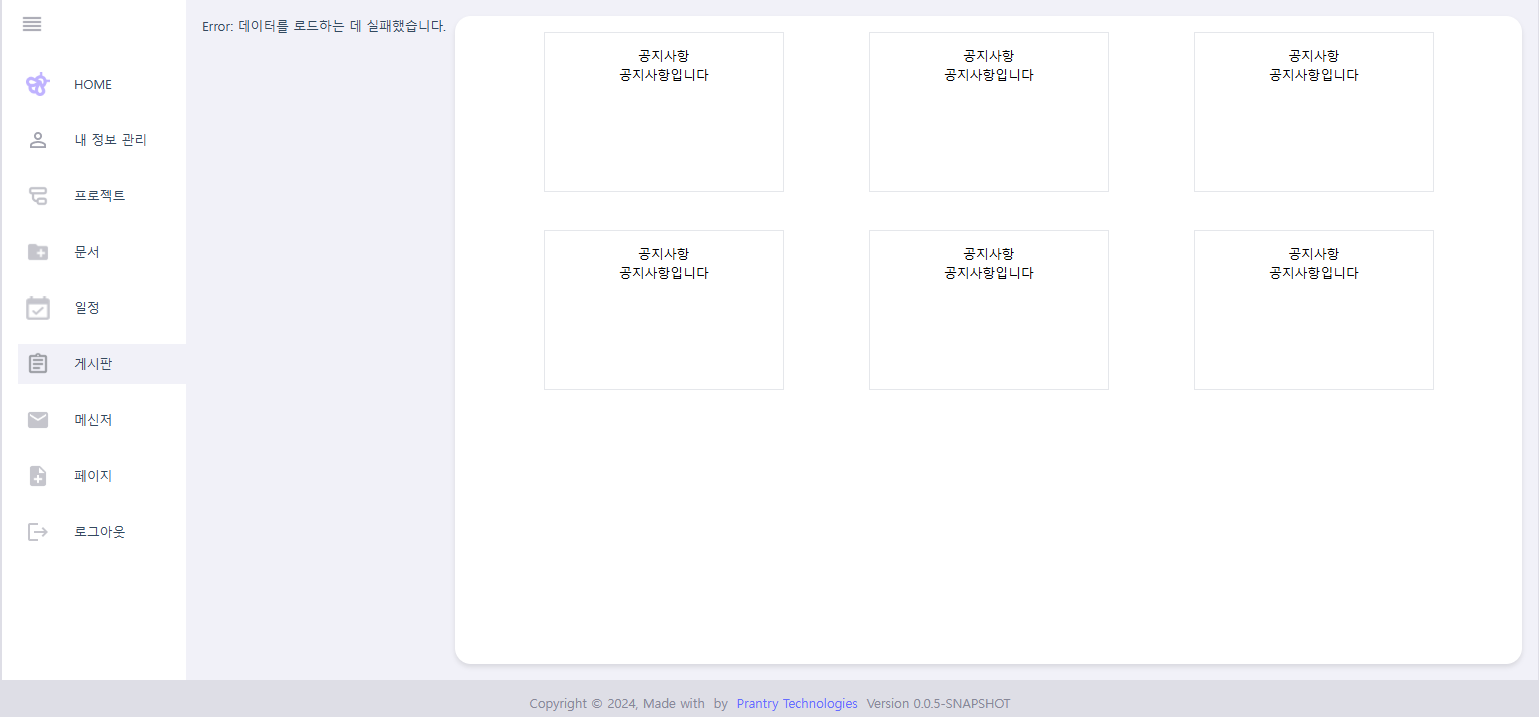 HOME
내 정보 관리
프로젝트
문서
일정
게시판
메신저
페이지
로그아웃
Error: 데이터를 로드하는 데 실패했습니다.
공지사항
공지사항입니다
공지사항
공지사항입니다
공지사항
공지사항입니다
공지사항
공지사항입니다
공지사항
공지사항입니다
공지사항
공지사항입니다
Copyright © 2024, Made with by Prantry Technologies Version 0.0.5-SNAPSHOT